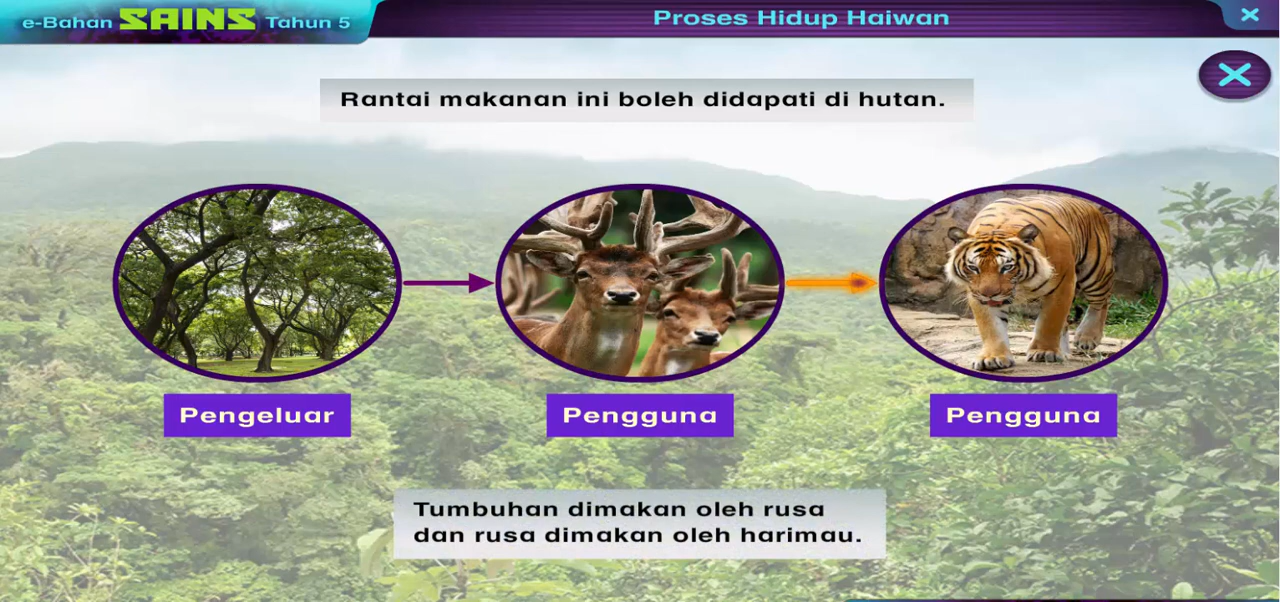 e-Bahan SAINS Tahun 5
Proses Hidup Haiwan
Rantai makanan ini boleh didapati di hutan.
Pengeluar
Pengguna
Pengguna
Tumbuhan dimakan oleh rusa
dan rusa dimakan oleh harimau.